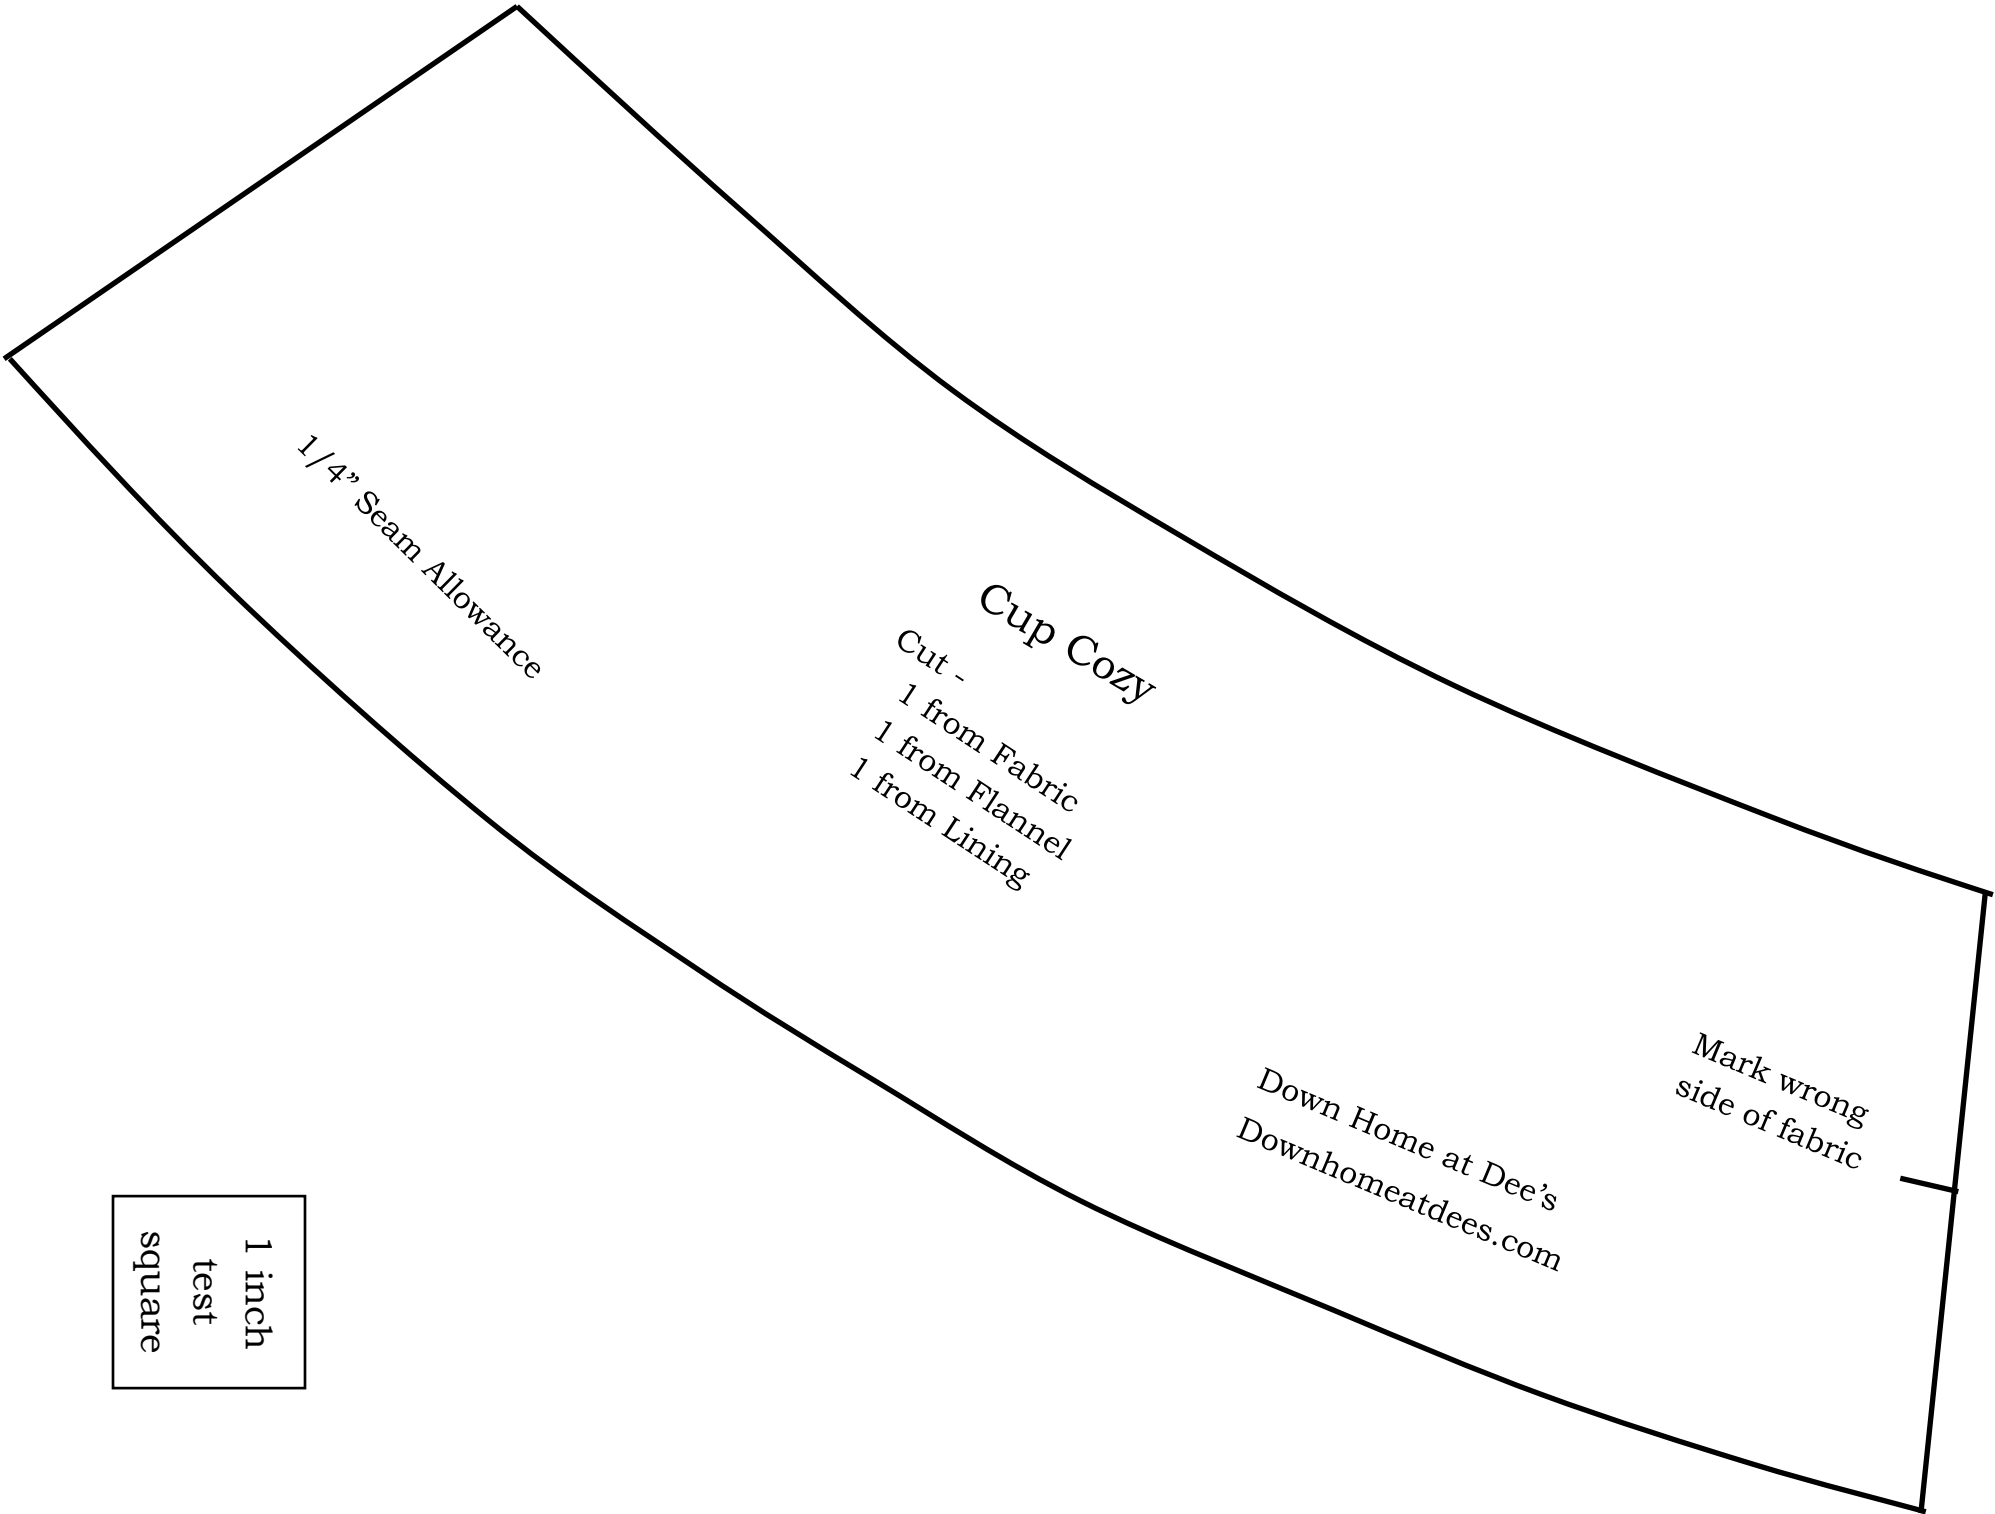 1/4” Seam Allowance
Cup Cozy
Cut -
1 from Fabric
1 from Flannel
1 from Lining
Mark wrong
side of fabric
Down Home at Dee’s
Downhomeatdees.com
1 inch
test
square